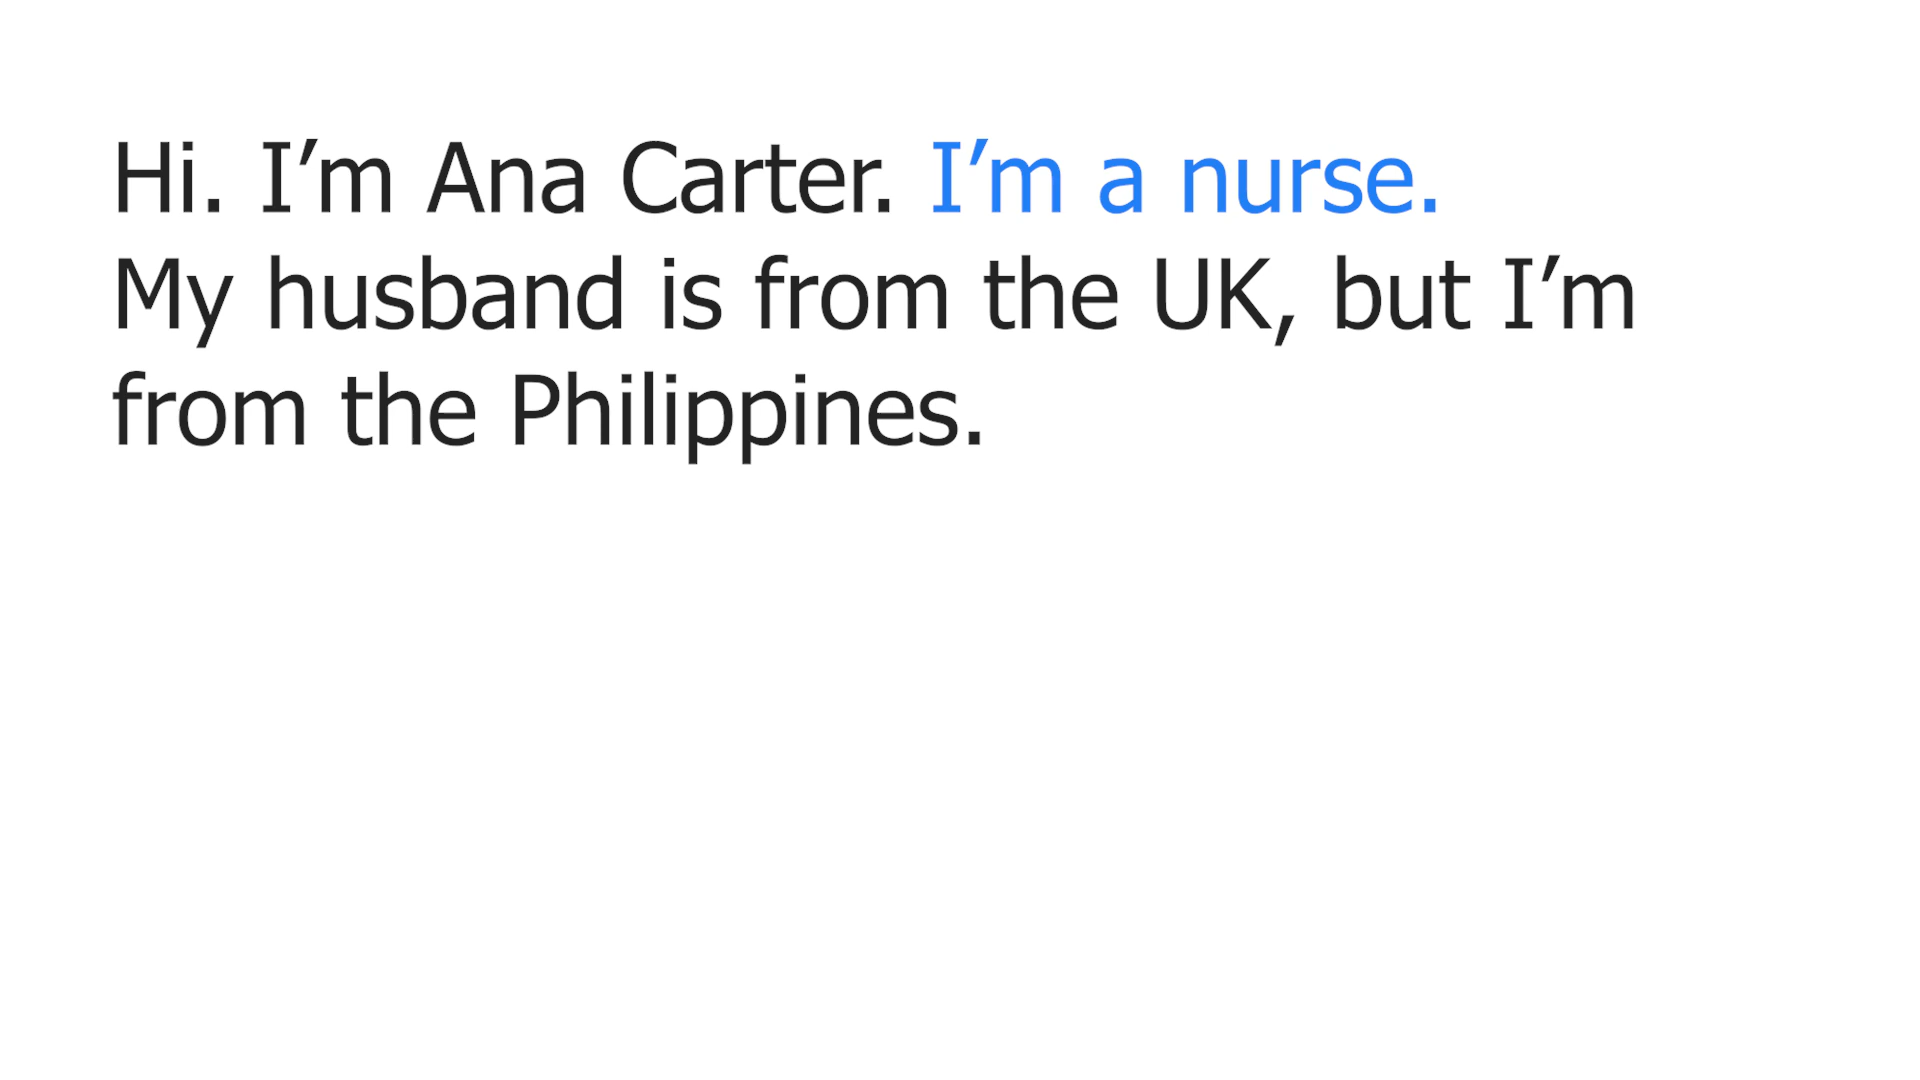 Hi. I’m Ana Carter. I’m a nurse.
My husband is from the UK, but I’m
from the Philippines.